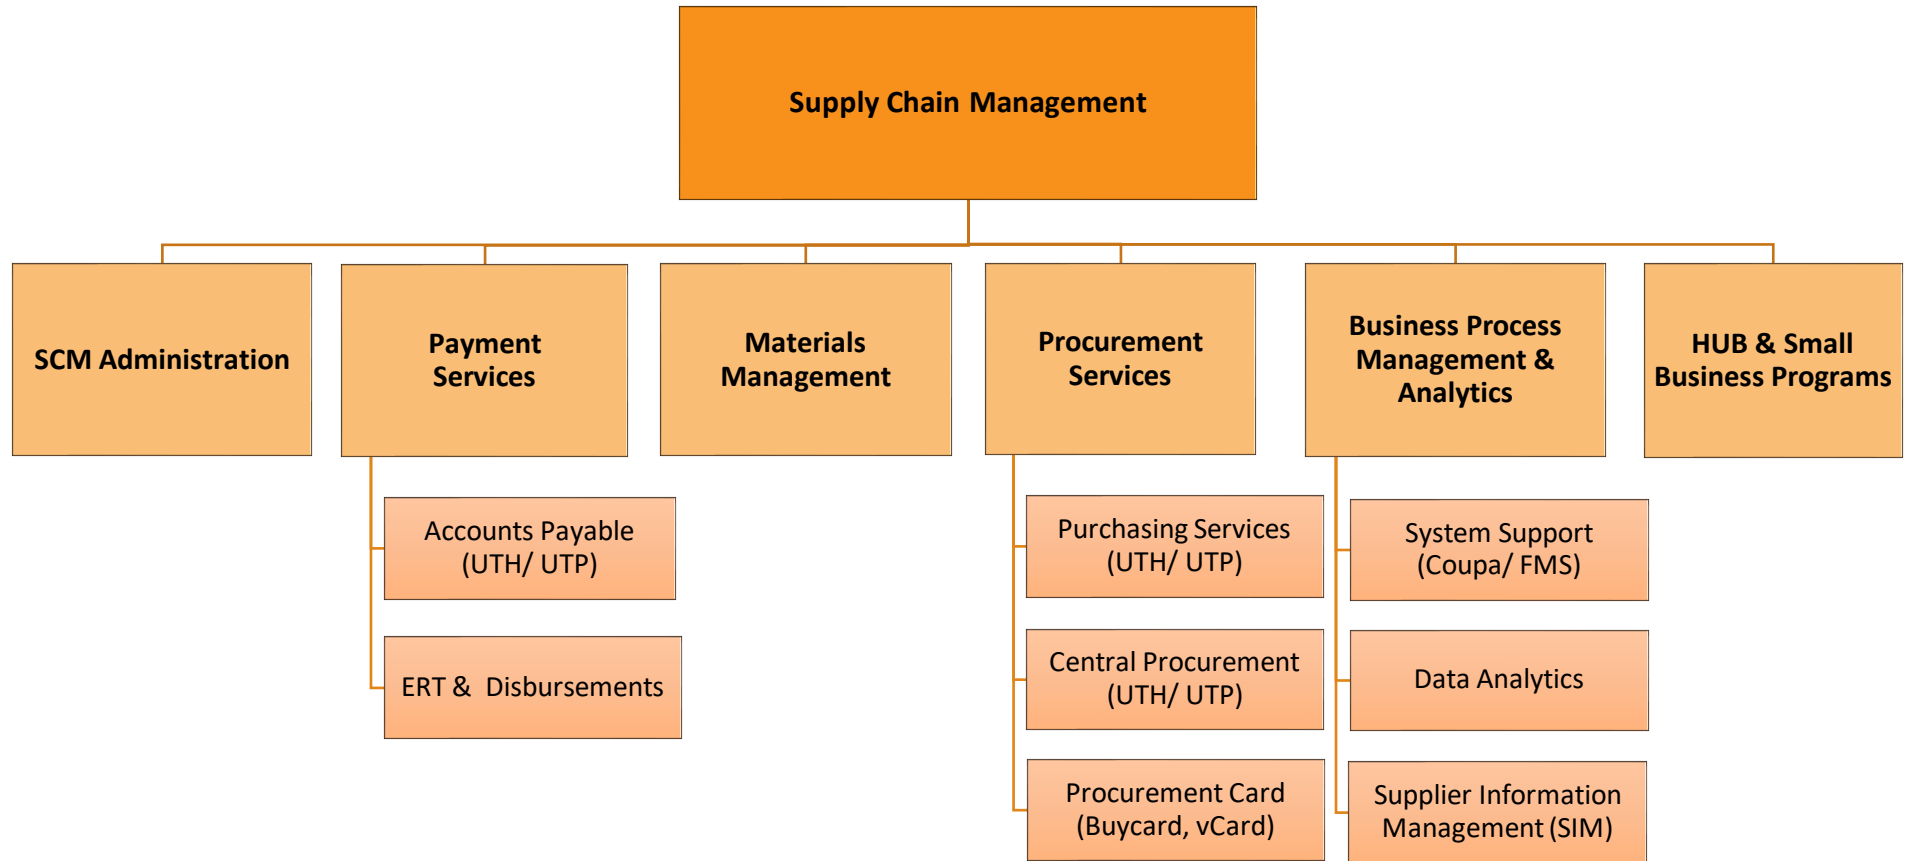 Supply Chain Management
SCM Administration
Payment
Services
Materials
Management
Procurement
Services
Business Process
Management &
Analytics
HUB & Small
Business Programs
Accounts Payable
(UTH/ UTP)
ERT & Disbursements
Purchasing Services
(UTH/ UTP)
Central Procurement
(UTH/ UTP)
Procurement Card
(Buycard, vCard)
System Support
(Coupa/ FMS)
Data Analytics
Supplier Information
Management (SIM)